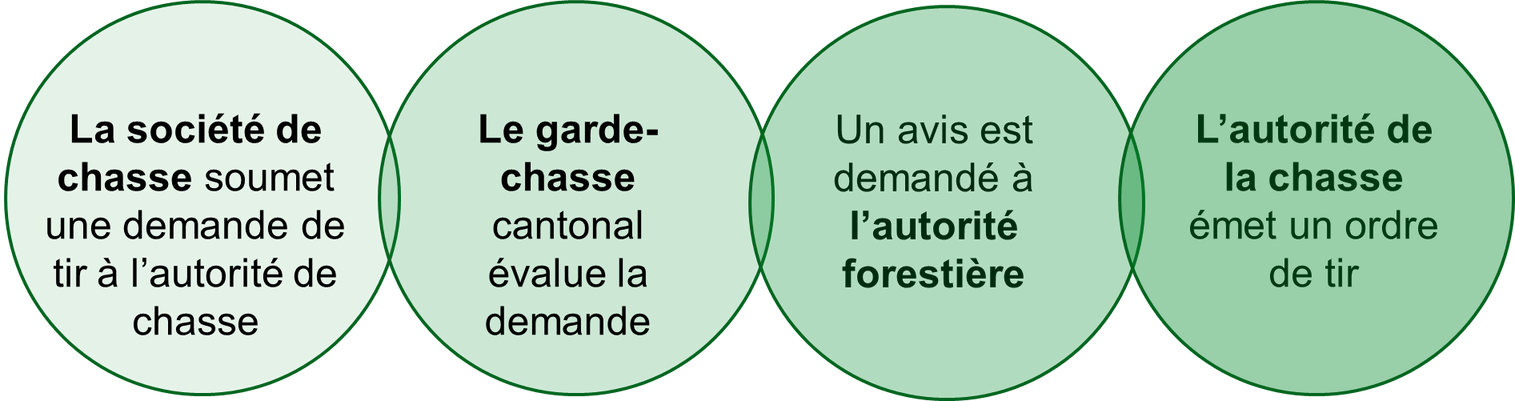 La société de
chasse soumet
une demande de
tir à l’autorité de
chasse
Le garde-
chasse
cantonal
évalue la
demande
Un avis est
demandé à
l’autorité
forestière
L’autorité de
la chasse
émet un ordre
de tir